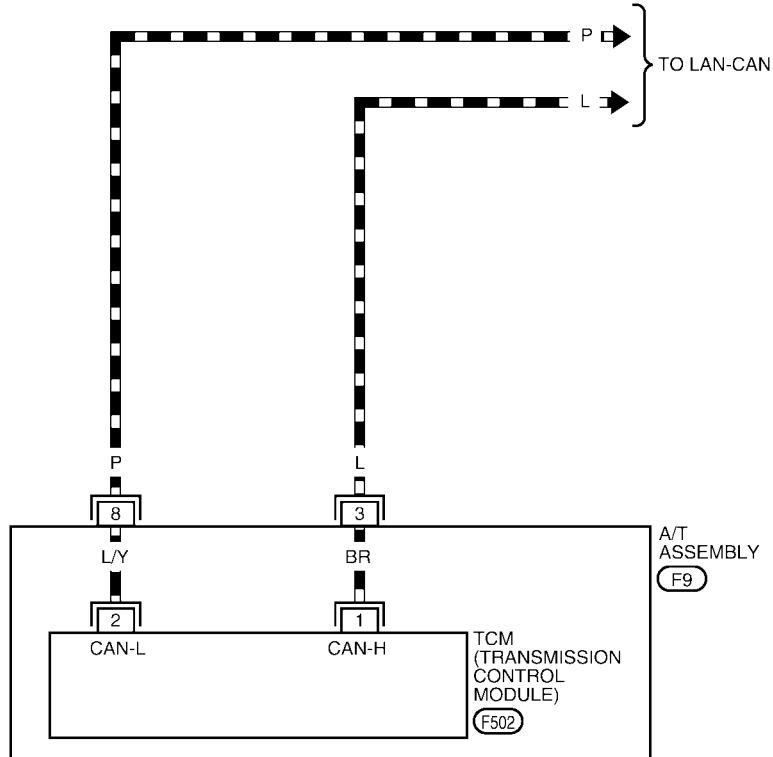 P
TO LAN-CAN
L
P
L
8
3
A/T
ASSEMBLY
F9
L/Y
BR
2
1
CAN-L
CAN-H
TCM
(TRANSMISSION
CONTROL
MODULE)
F502